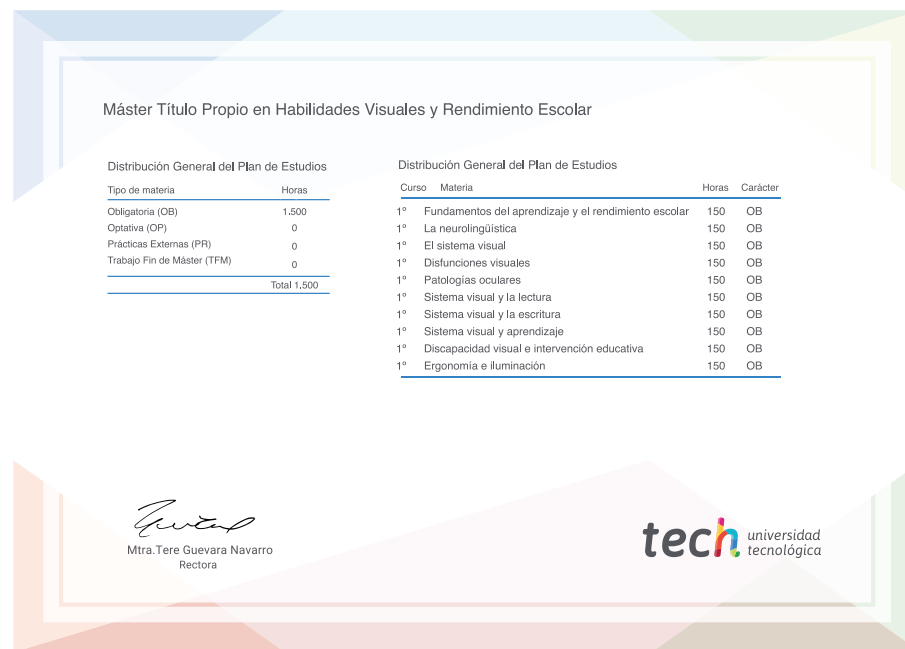 Máster Título Propio en Habilidades Visuales y Rendimiento Escolar
Distribución General del Plan de Estudios
Tipo de materia Horas
Obligatoria (OB) 1.500
Optativa (OP) 0
Prácticas Externas (PR) 0
Trabajo Fin de Máster (TFM) 0
Total 1.500
Distribución General del Plan de Estudios
Curso Materia Horas Carácter
1º Fundamentos del aprendizaje y el rendimiento escolar 150 OB
1º La neurolingüística 150 OB
1º El sistema visual 150 OB
1º Disfunciones visuales 150 OB
1º Patologías oculares 150 OB
1º Sistema visual y la lectura 150 OB
1º Sistema visual y la escritura 150 OB
1º Sistema visual y aprendizaje 150 OB
1º Discapacidad visual e intervención educativa 150 OB
1º Ergonomía e iluminación 150 OB
Mtra.Tere Guevara Navarro
Rectora
tech universidad
tecnológica